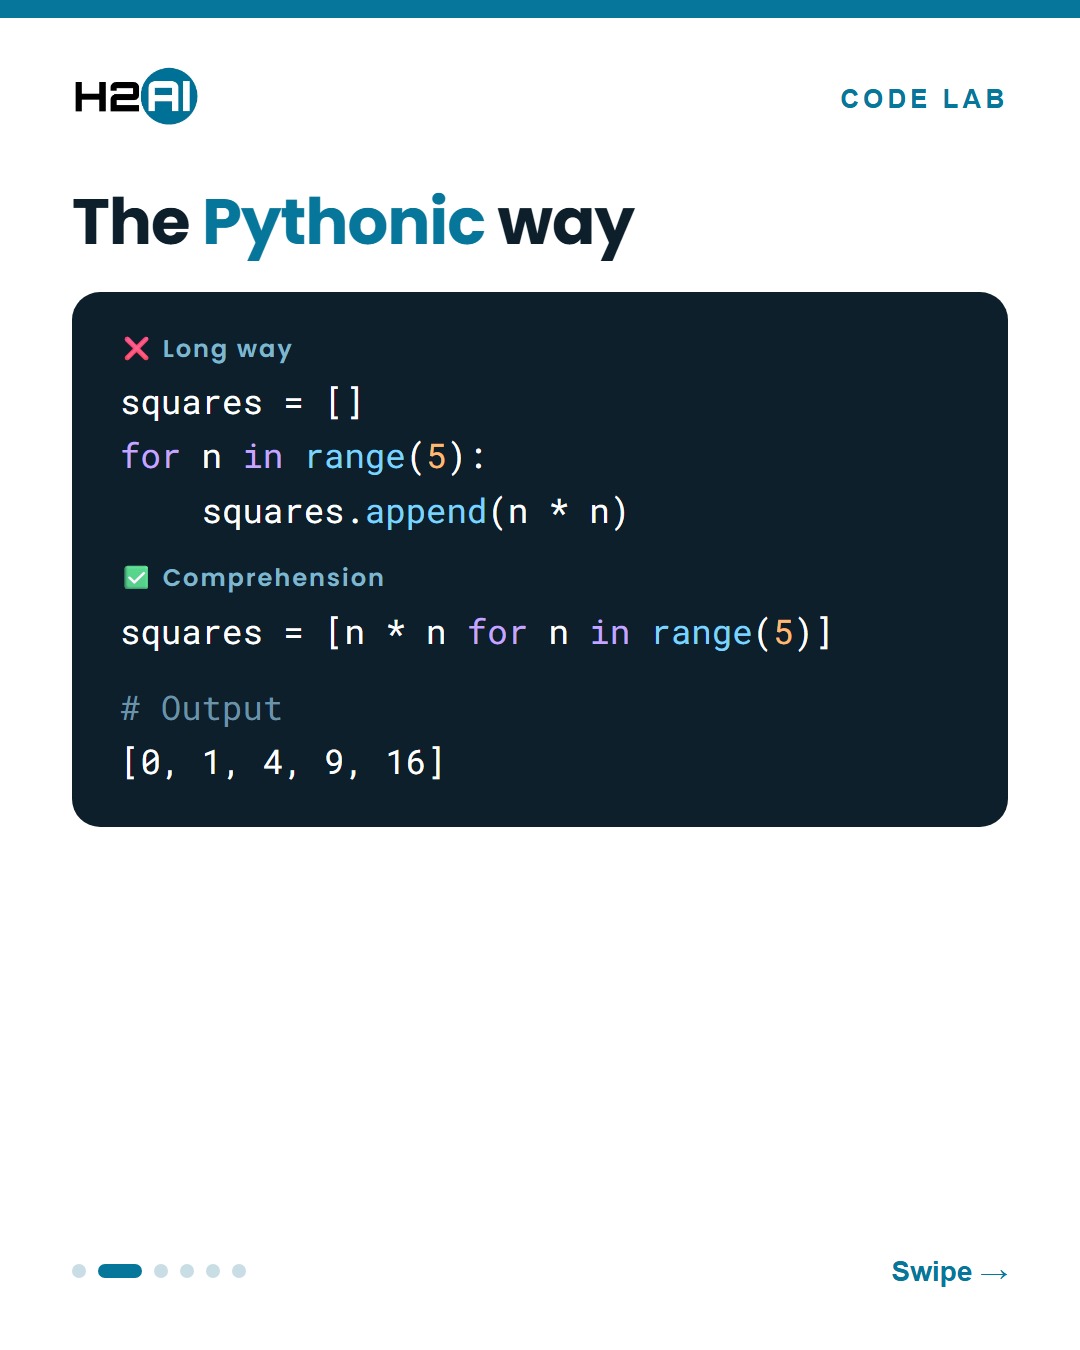 H2AI
CODE LAB
The Pythonic way
❌ Long way
squares = []
for n in range(5):
    squares.append(n * n)
✅ Comprehension
squares = [n * n for n in range(5)]
# Output
[0, 1, 4, 9, 16]
Swipe →